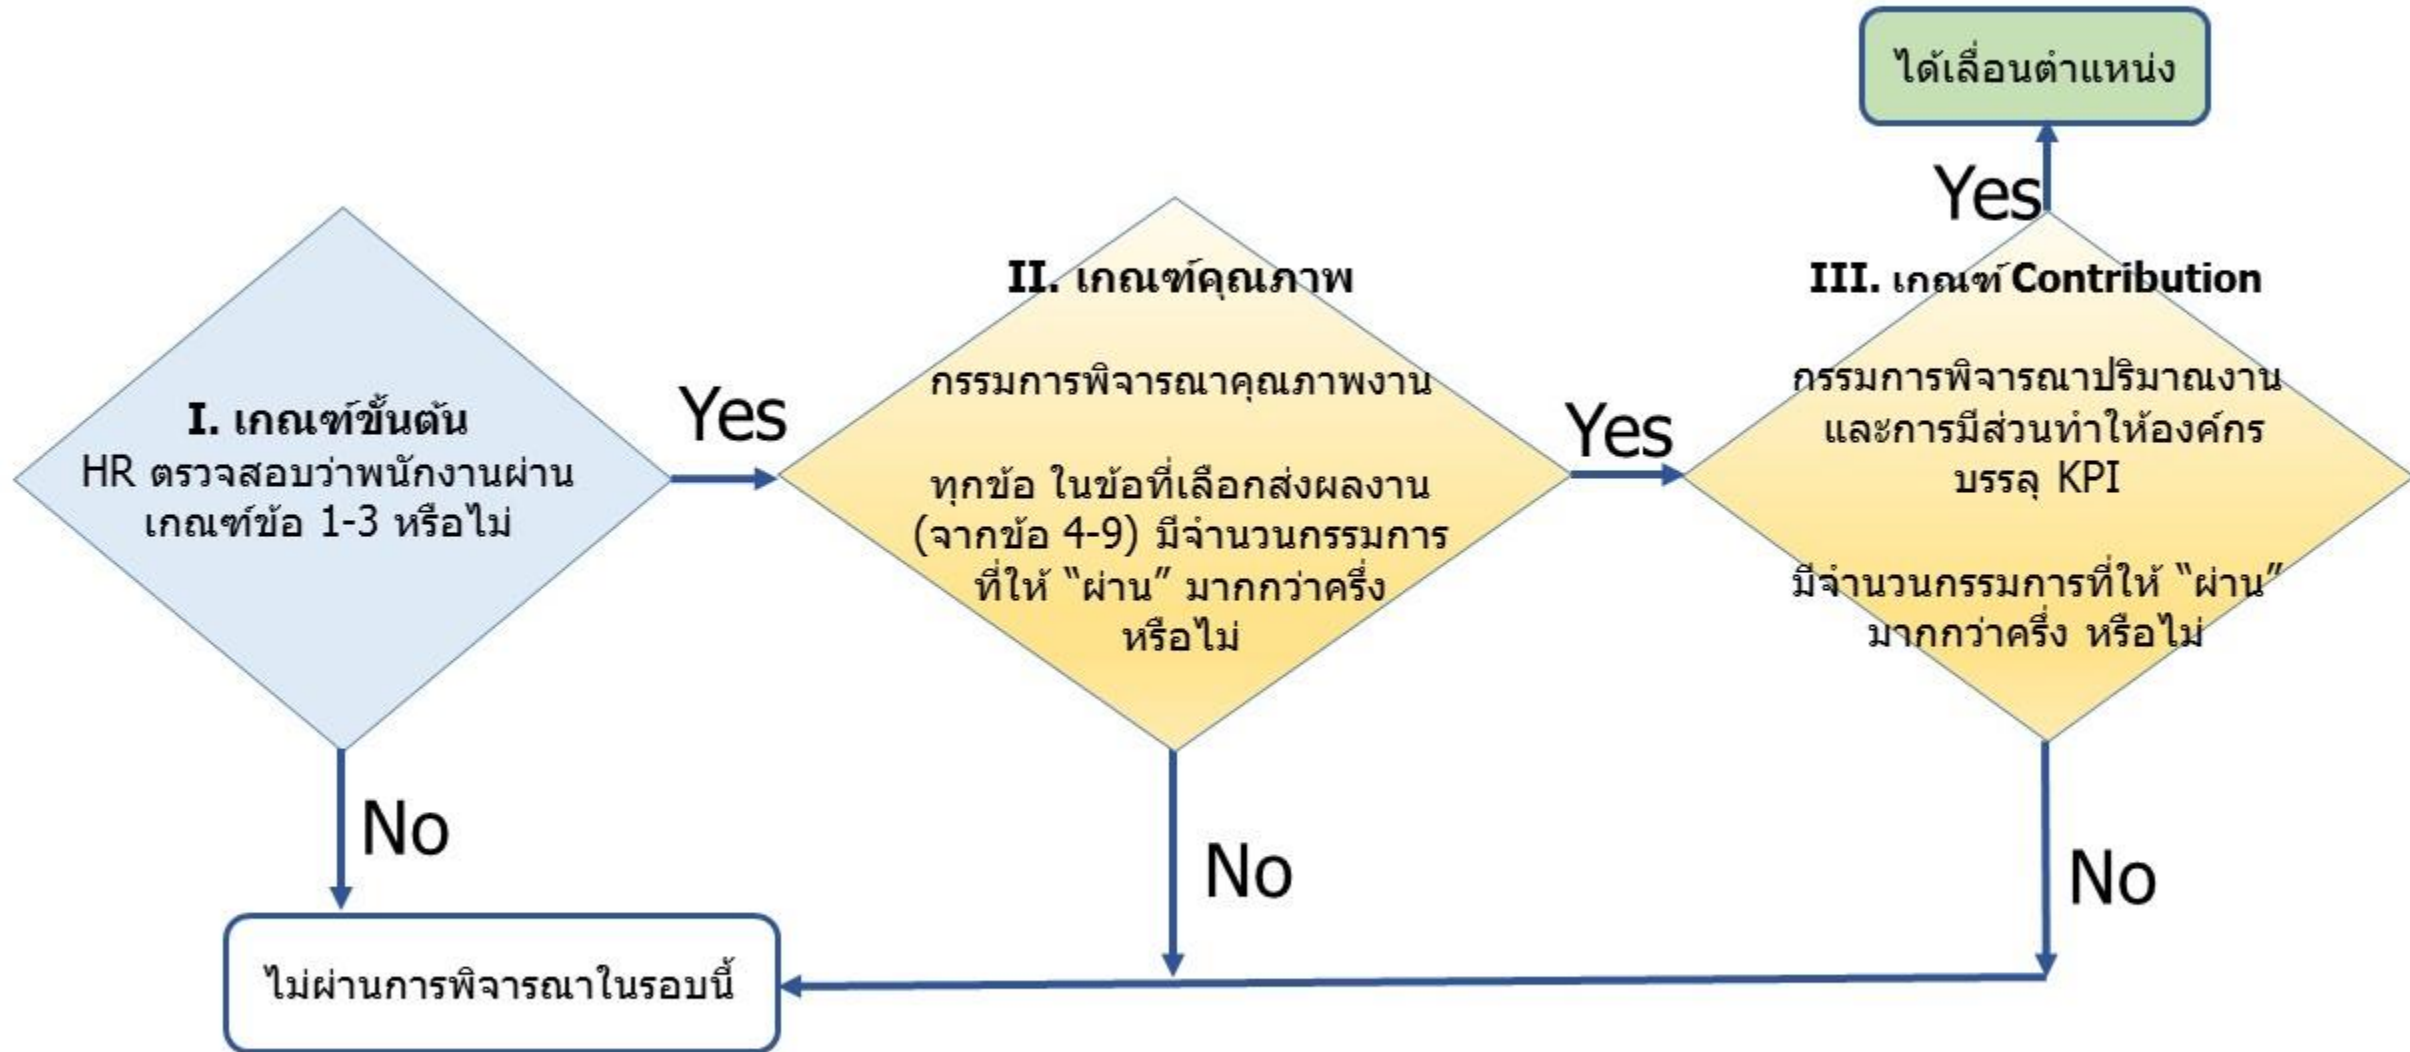 ได้เลื่อนตำแหน่ง
Yes
I. เกณฑ์ขั้นต้น
HR ตรวจสอบว่าพนักงานผ่าน
เกณฑ์ข้อ 1-3 หรือไม่
Yes
No
II. เกณฑ์คุณภาพ
กรรมการพิจารณาคุณภาพงาน
ทุกข้อ ในข้อที่เลือกส่งผลงาน
(จากข้อ 4-9) มีจำนวนกรรมการ
ที่ให้ “ผ่าน” มากกว่าครึ่ง
หรือไม่
Yes
No
III. เกณฑ์ Contribution
กรรมการพิจารณาปริมาณงาน
และการมีส่วนทำให้องค์กร
บรรลุ KPI
มีจำนวนกรรมการที่ให้ “ผ่าน”
มากกว่าครึ่ง หรือไม่
No
ไม่ผ่านการพิจารณาในรอบนี้